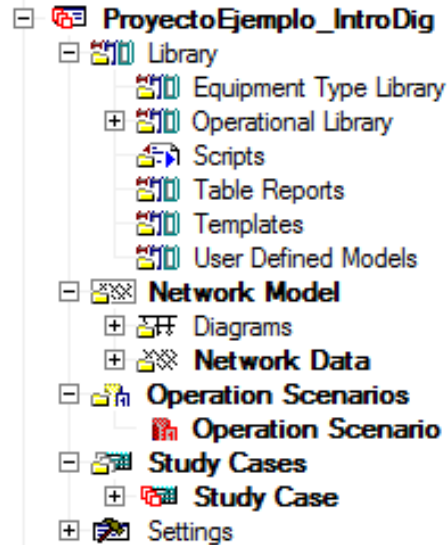 ProyectoEjemplo_IntroDig
Library
Equipment Type Library
Operational Library
Scripts
Table Reports
Templates
User Defined Models
Network Model
Diagrams
Network Data
Operation Scenarios
Operation Scenario
Study Cases
Study Case
Settings